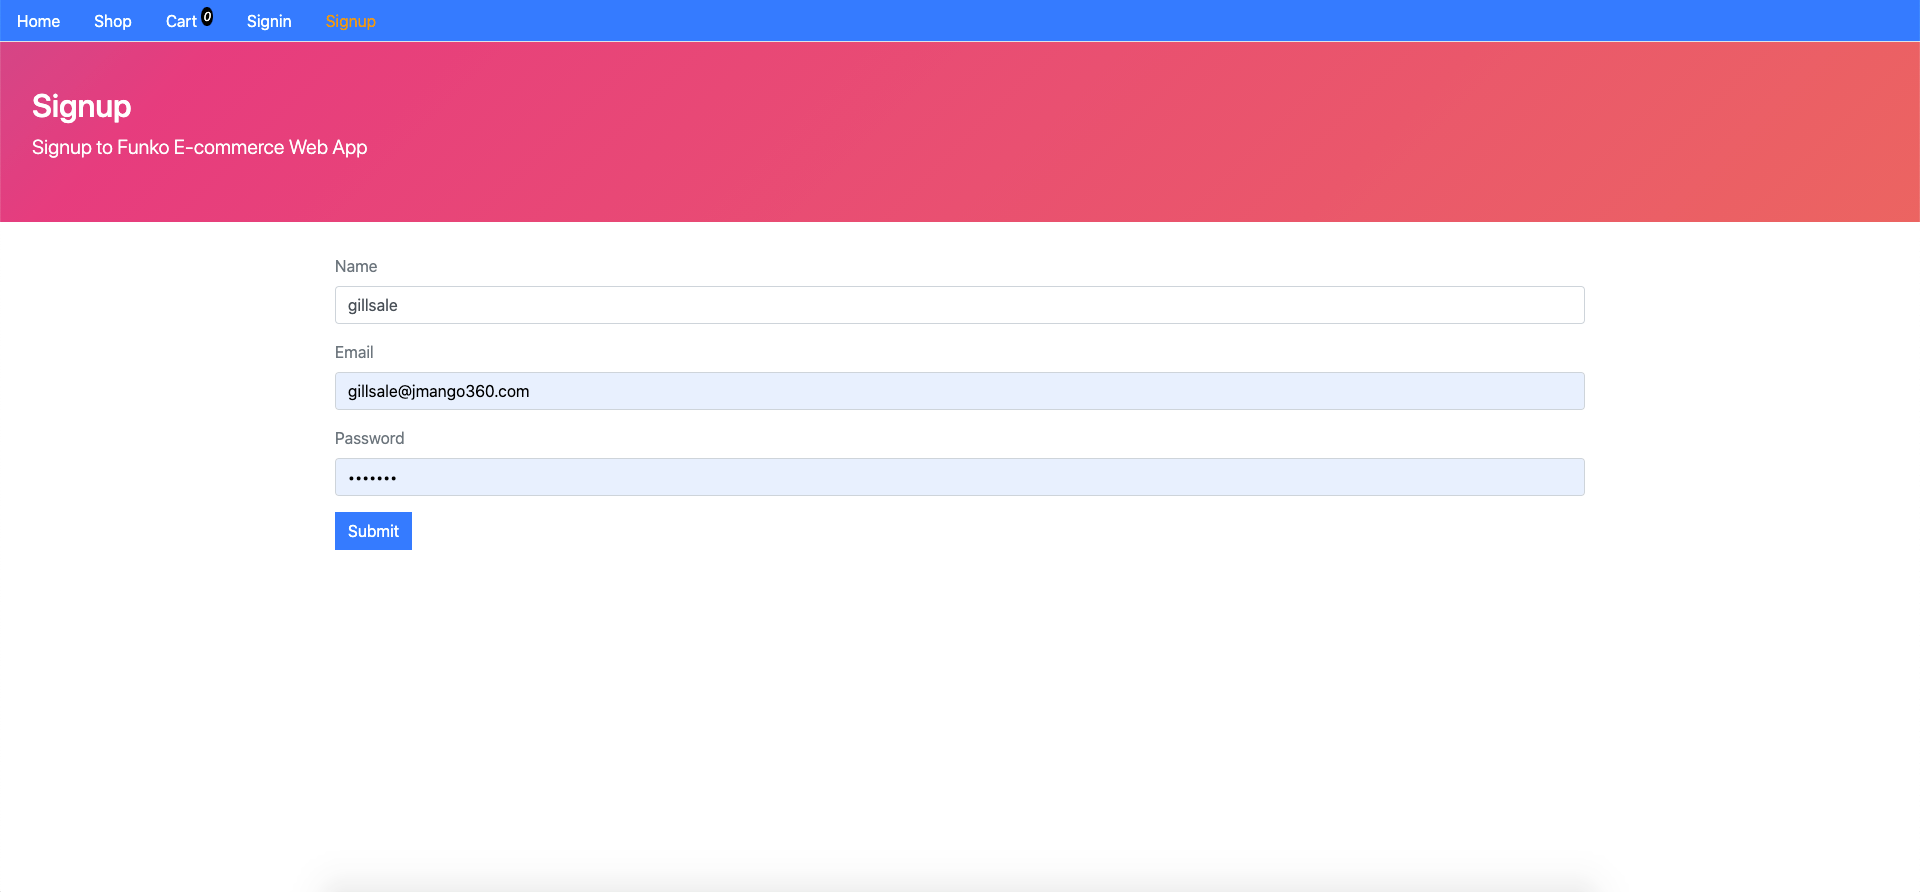 Home Shop Cart 0 Signin Signup
Signup
Signup to Funko E-commerce Web App
Name
gillsale
Email
gillsale@jmango360.com
Password
•••••••
Submit